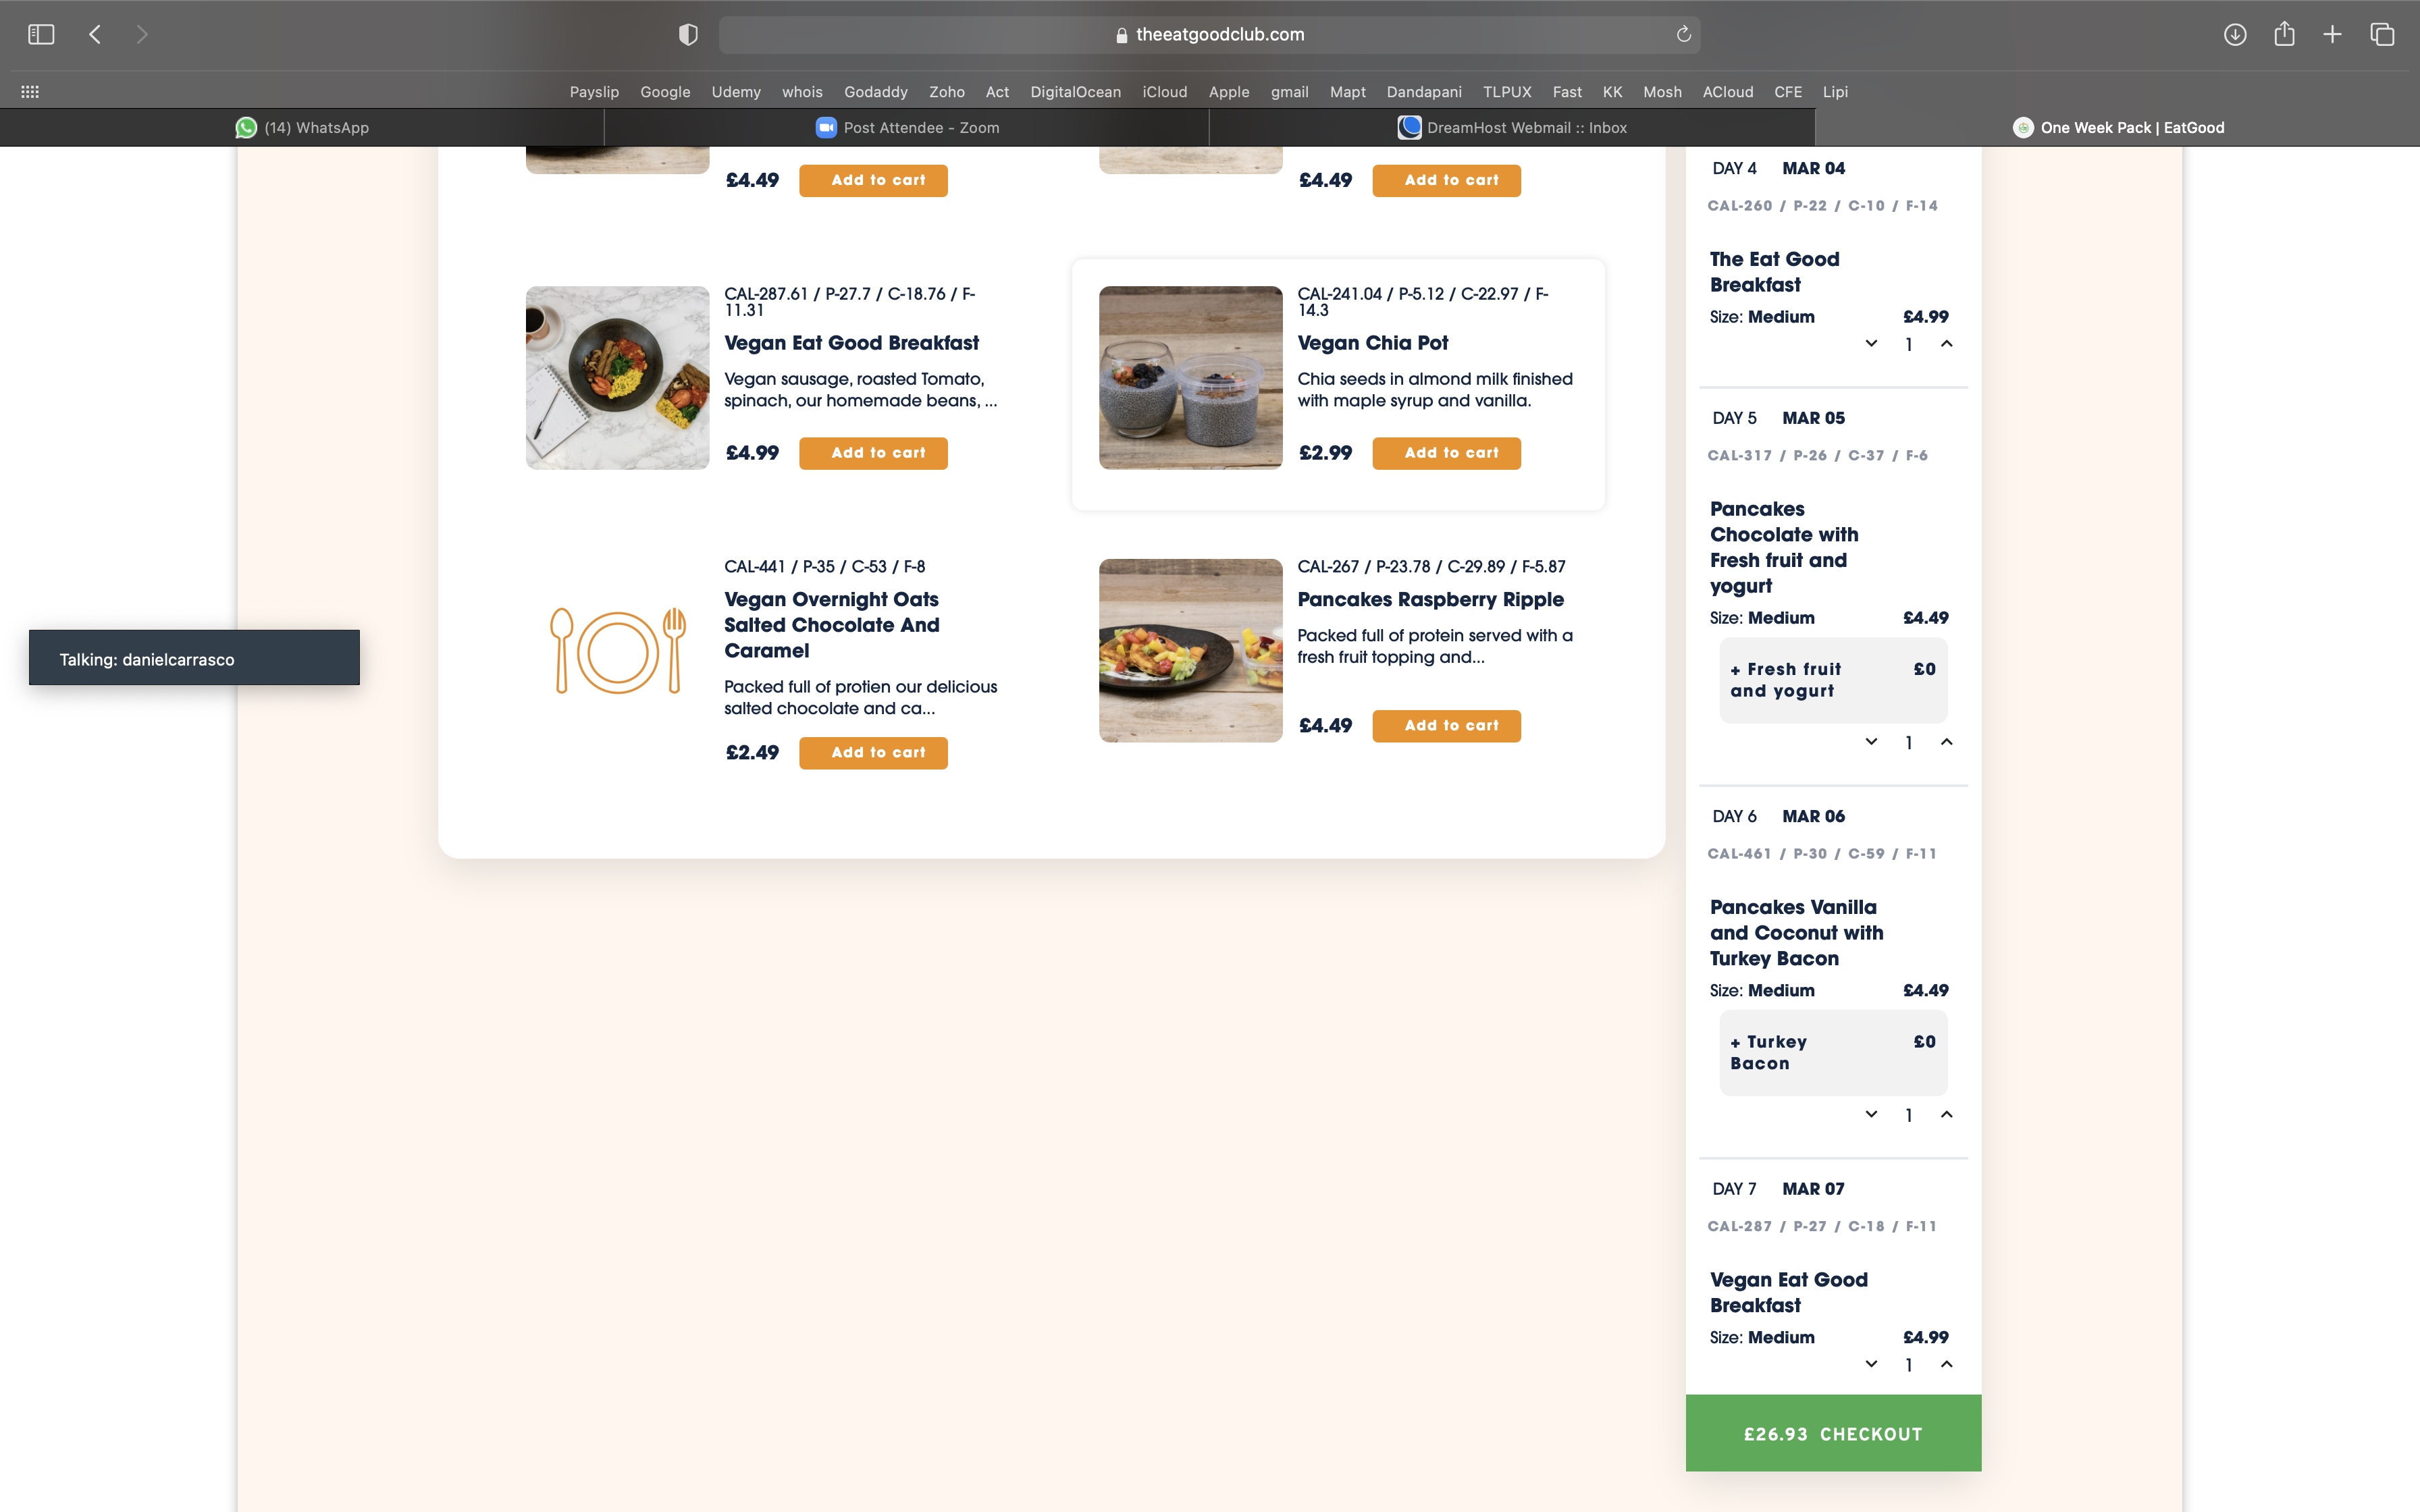 theeatgoodclub.com
Payslip Google Udemy whois Godaddy Zoho Act DigitalOcean iCloud Apple gmail Mapt Dandapani TLPUX Fast KK Mosh ACloud CFE Lipi
(14) WhatsApp
Post Attendee - Zoom
DreamHost Webmail :: Inbox
One Week Pack | EatGood
£4.49 Add to cart
£4.49 Add to cart
CAL-287.61 / P-27.7 / C-18.76 / F-
11.31
Vegan Eat Good Breakfast
Vegan sausage, roasted Tomato,
spinach, our homemade beans, ...
£4.99 Add to cart
CAL-241.04 / P-5.12 / C-22.97 / F-
14.3
Vegan Chia Pot
Chia seeds in almond milk finished
with maple syrup and vanilla.
£2.99 Add to cart
CAL-441 / P-35 / C-53 / F-8
Vegan Overnight Oats
Salted Chocolate And
Caramel
Packed full of protien our delicious
salted chocolate and ca...
£2.49 Add to cart
CAL-267 / P-23.78 / C-29.89 / F-5.87
Pancakes Raspberry Ripple
Packed full of protein served with a
fresh fruit topping and...
£4.49 Add to cart
Talking: danielcarrasco
DAY 4 MAR 04
CAL-260 / P-22 / C-10 / F-14
The Eat Good
Breakfast
Size: Medium £4.99
1
DAY 5 MAR 05
CAL-317 / P-26 / C-37 / F-6
Pancakes
Chocolate with
Fresh fruit and
yogurt
Size: Medium £4.49
+ Fresh fruit £0
and yogurt
1
DAY 6 MAR 06
CAL-461 / P-30 / C-59 / F-11
Pancakes Vanilla
and Coconut with
Turkey Bacon
Size: Medium £4.49
+ Turkey £0
Bacon
1
DAY 7 MAR 07
CAL-287 / P-27 / C-18 / F-11
Vegan Eat Good
Breakfast
Size: Medium £4.99
1
£26.93 CHECKOUT